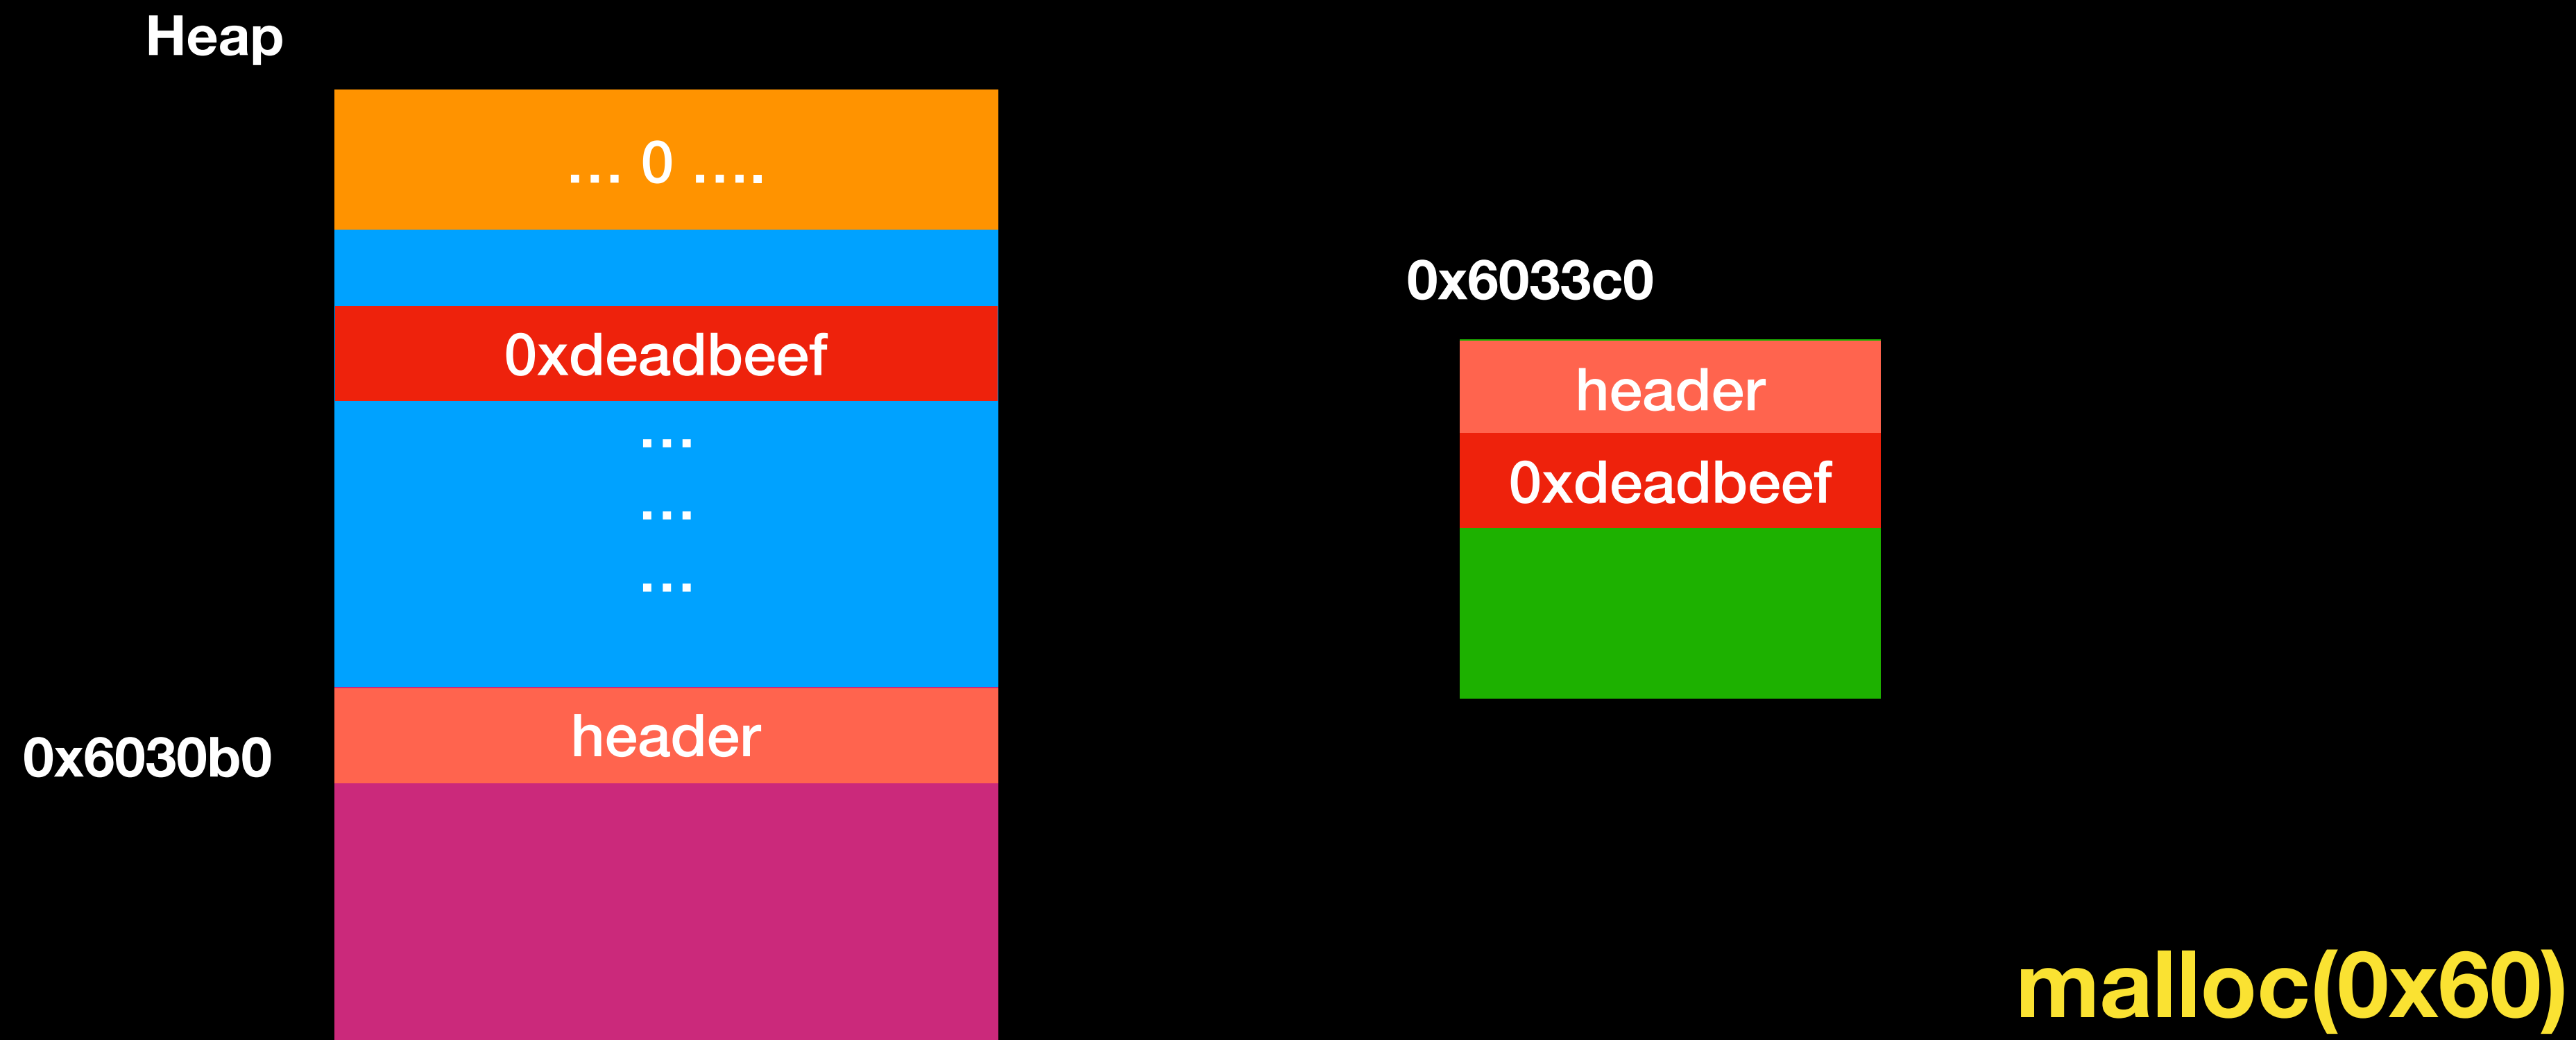 Heap
... 0 ....
0xdeadbeef
...
...
...
header
0x6030b0
0x6033c0
header
0xdeadbeef
malloc(0x60)